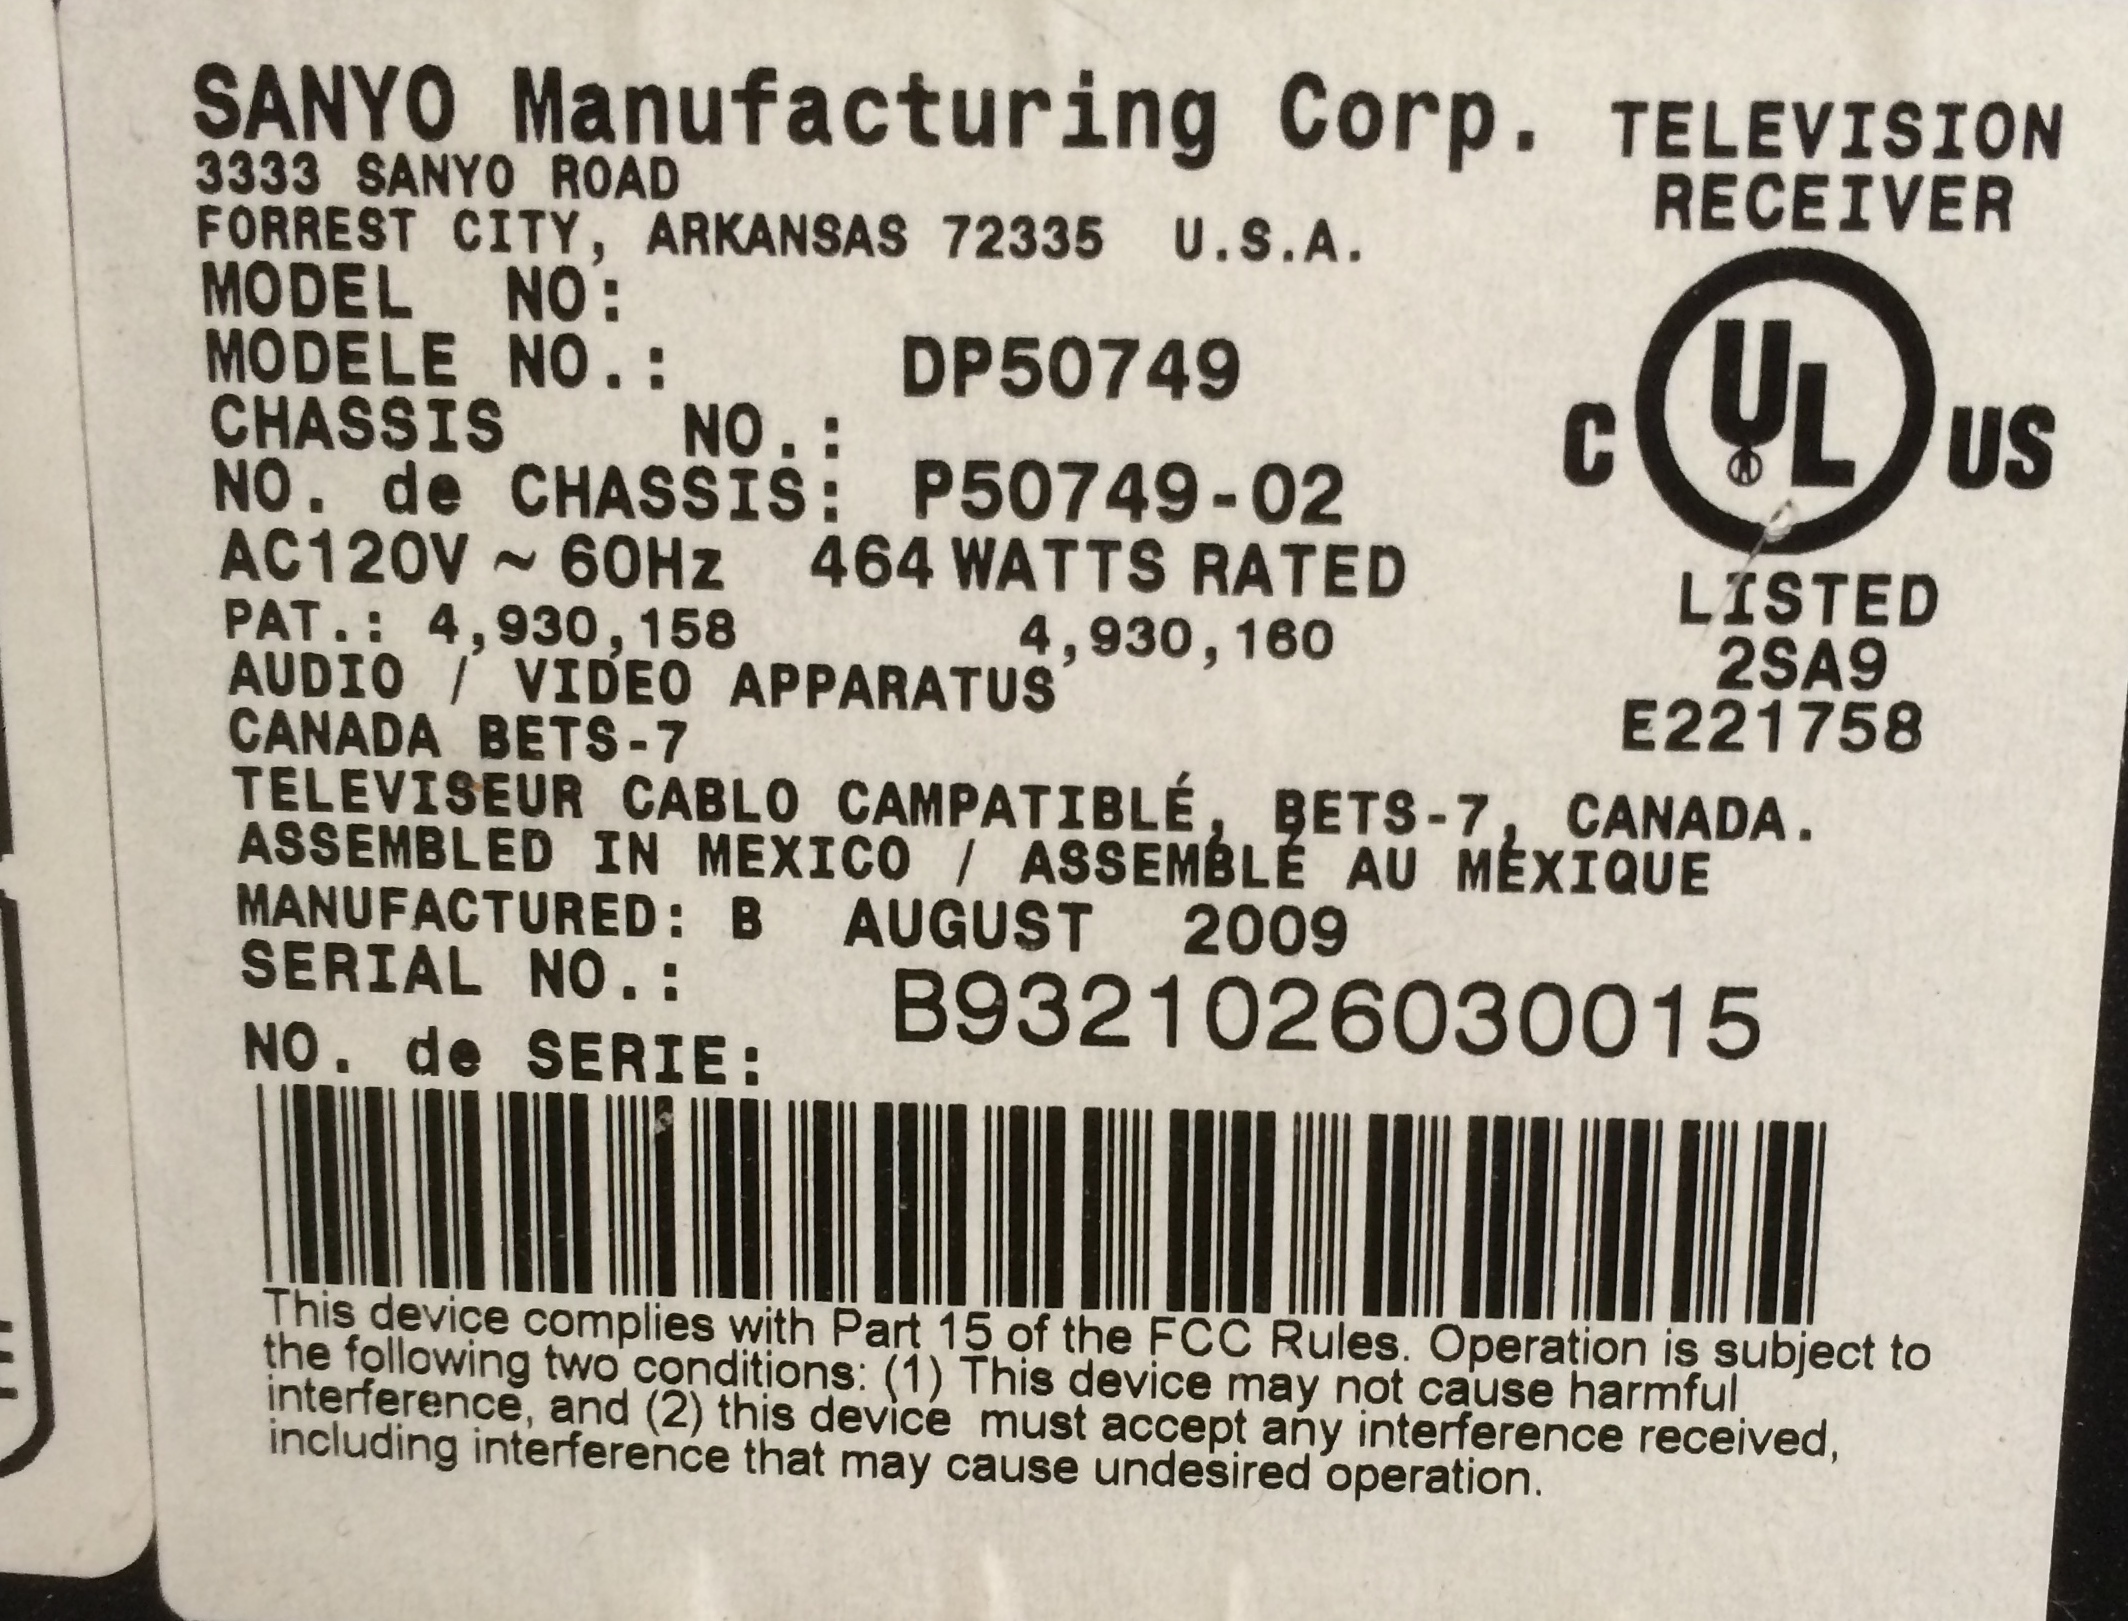 SANYO Manufacturing Corp.
TELEVISION
RECEIVER
3333 SANYO ROAD
FORREST CITY, ARKANSAS 72335 U.S.A.
MODEL NO:
MODELE NO.: DP50749
CHASSIS NO.:
NO. de CHASSIS: P50749-02
C UL US
LISTED
2SA9
E221758
AC120V ~ 60Hz 464 WATTS RATED
PAT.: 4,930,158 4,930,160
AUDIO / VIDEO APPARATUS
CANADA BETS-7
TELEVISEUR CABLO CAMPATIBLÉ, BETS-7, CANADA.
ASSEMBLED IN MEXICO / ASSEMBLÉ AU MÉXIQUE
MANUFACTURED: B AUGUST 2009
SERIAL NO.: B9321026030015
NO. de SERIE:
This device complies with Part 15 of the FCC Rules. Operation is subject to
the following two conditions: (1) This device may not cause harmful
interference, and (2) this device must accept any interference received,
including interference that may cause undesired operation.